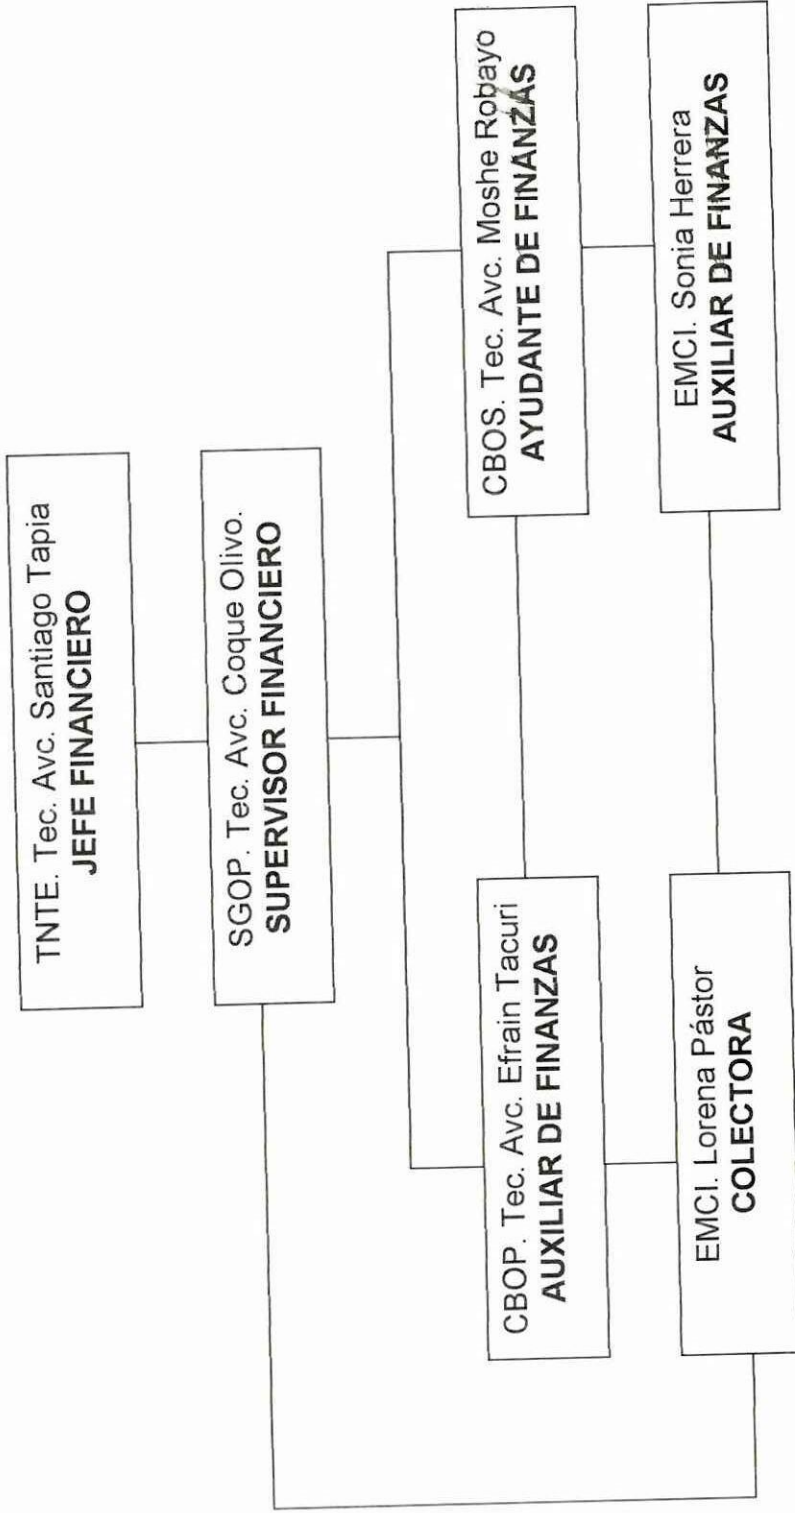 TNTE. Tec. Avc. Santiago Tapia
JEFE FINANCIERO
SGOP. Tec. Avc. Coque Olivo.
SUPERVISOR FINANCIERO
CBOP. Tec. Avc. Efrain Tacuri
AUXILIAR DE FINANZAS
CBOS. Tec. Avc. Moshe Robayo
AYUDANTE DE FINANZAS
EMCI. Lorena Pástor
COLECTORA
EMCI. Sonia Herrera
AUXILIAR DE FINANZAS